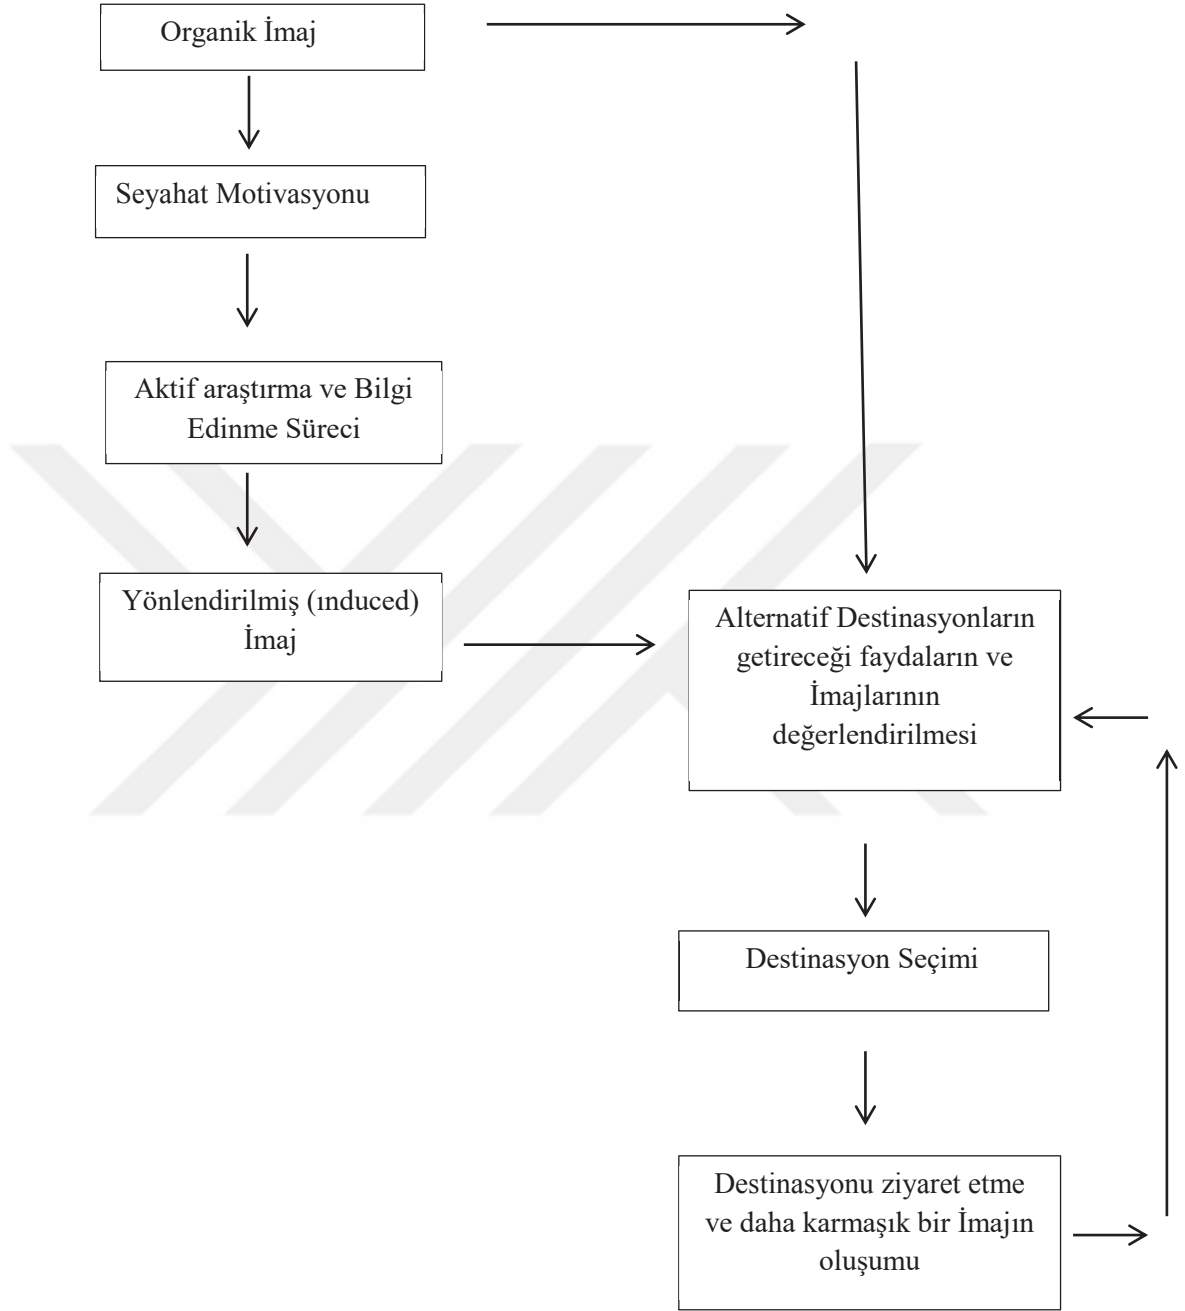 Organik İmaj
Seyahat Motivasyonu
Aktif araştırma ve Bilgi
Edinme Süreci
Yönlendirilmiş (ınduced)
İmaj
Alternatif Destinasyonların
getireceği faydaların ve
İmajlarının
değerlendirilmesi
Destinasyon Seçimi
Destinasyonu ziyaret etme
ve daha karmaşık bir İmajın
oluşumu